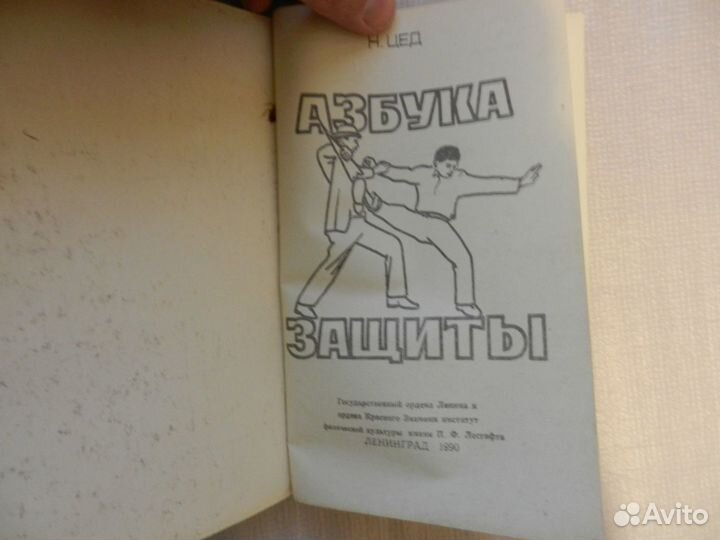 Н. ЦЕД
АЗБУКА
ЗАЩИТЫ
Государственный ордена Ленина и
ордена Красного Знамени институт
физической культуры имени П. Ф. Лесгафта
ЛЕНИНГРАД 1990
Avito